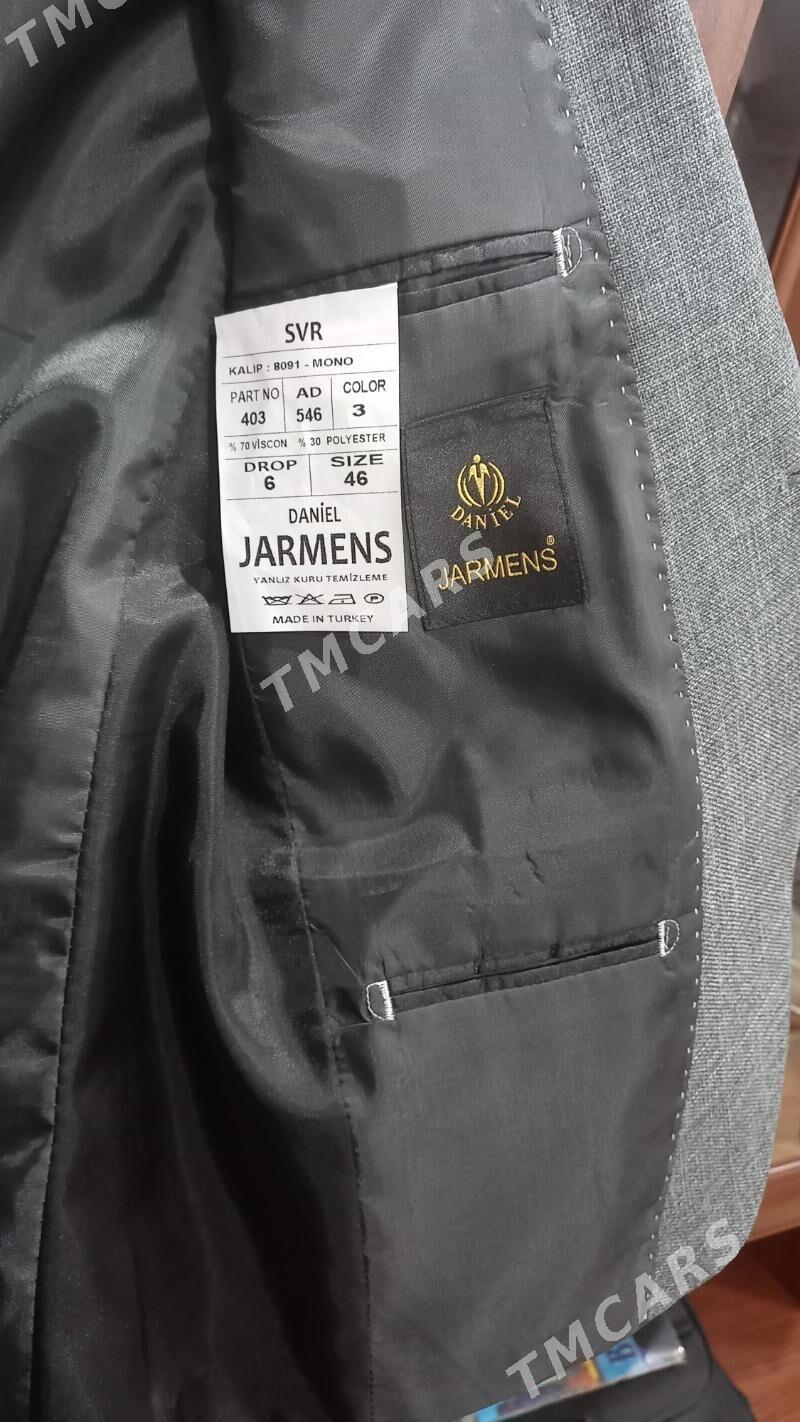 TMCARS
SVR
KALIP : 8091 - MONO
PART NO AD COLOR
403 546 3
% 70 VİSCON % 30 POLYESTER
DROP SIZE
6 46
DANİEL
JARMENS
YANLIZ KURU TEMİZLEME
P
MADE IN TURKEY
DANIEL
JARMENS®
TMCARS
TMCARS